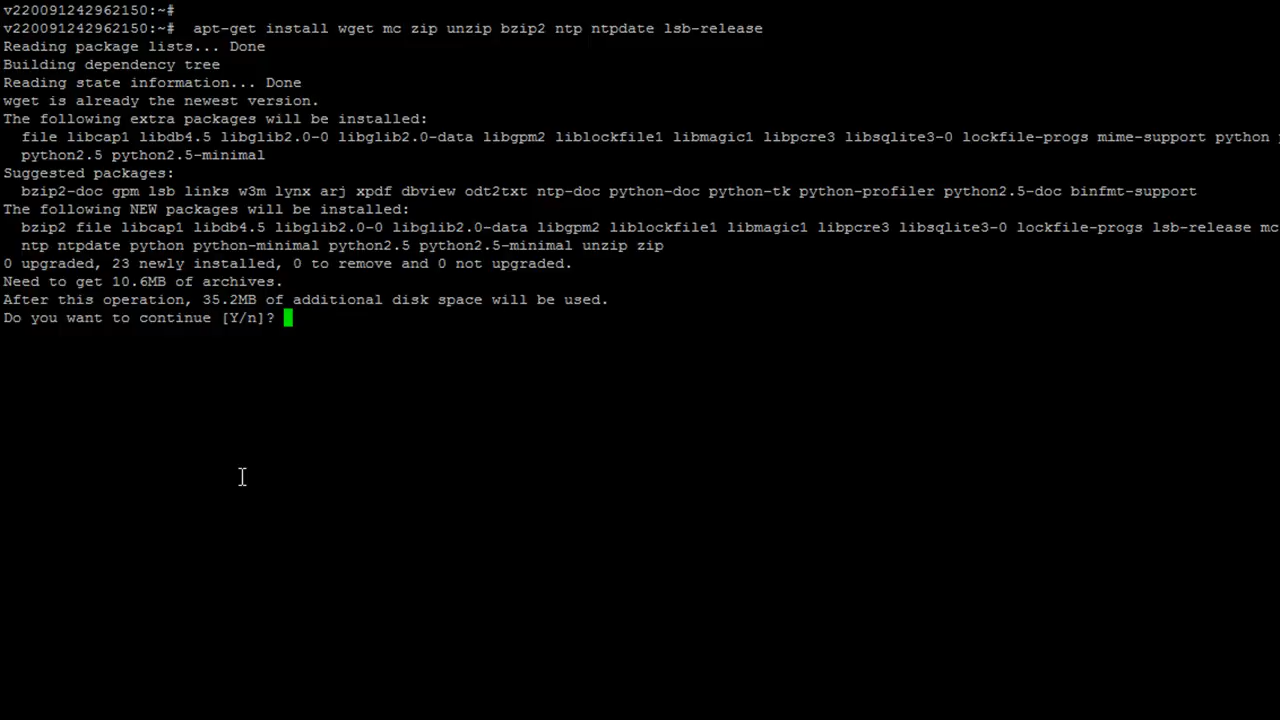 v220091242962150:~#
v220091242962150:~#  apt-get install wget mc zip unzip bzip2 ntp ntpdate lsb-release
Reading package lists... Done
Building dependency tree
Reading state information... Done
wget is already the newest version.
The following extra packages will be installed:
  file libcap1 libdb4.5 libglib2.0-0 libglib2.0-data libgpm2 liblockfile1 libmagic1 libpcre3 libsqlite3-0 lockfile-progs mime-support python
  python2.5 python2.5-minimal
Suggested packages:
  bzip2-doc gpm lsb links w3m lynx arj xpdf dbview odt2txt ntp-doc python-doc python-tk python-profiler python2.5-doc binfmt-support
The following NEW packages will be installed:
  bzip2 file libcap1 libdb4.5 libglib2.0-0 libglib2.0-data libgpm2 liblockfile1 libmagic1 libpcre3 libsqlite3-0 lockfile-progs lsb-release mc
  ntp ntpdate python python-minimal python2.5 python2.5-minimal unzip zip
0 upgraded, 23 newly installed, 0 to remove and 0 not upgraded.
Need to get 10.6MB of archives.
After this operation, 35.2MB of additional disk space will be used.
Do you want to continue [Y/n]?